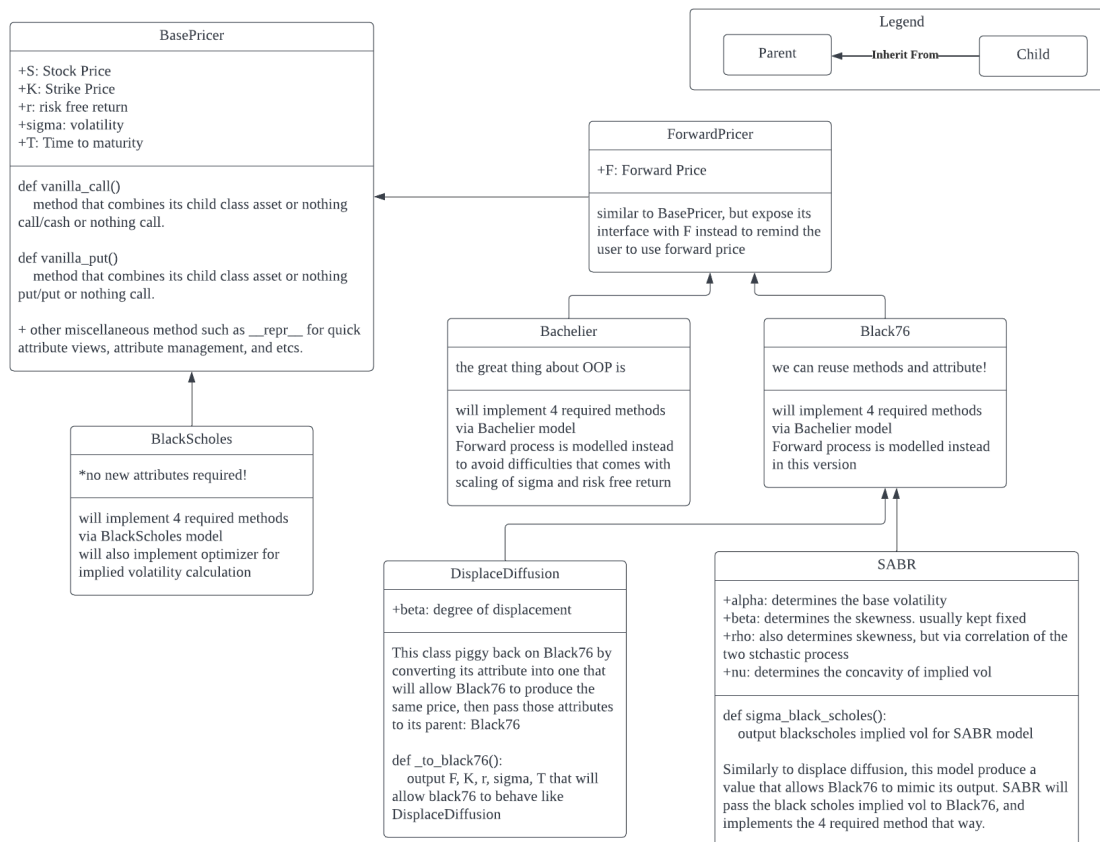 Legend
Parent
Inherit From
Child
BasePricer
+S: Stock Price
+K: Strike Price
+r: risk free return
+sigma: volatility
+T: Time to maturity
def vanilla_call()
method that combines its child class asset or nothing
call/cash or nothing call.
def vanilla_put()
method that combines its child class asset or nothing
put/put or nothing call.
+ other miscellaneous method such as __repr__ for quick
attribute views, attribute management, and etcs.
ForwardPricer
+F: Forward Price
similar to BasePricer, but expose its
interface with F instead to remind the
user to use forward price
BlackScholes
*no new attributes required!
will implement 4 required methods
via BlackScholes model
will also implement optimizer for
implied volatility calculation
Bachelier
the great thing about OOP is
will implement 4 required methods
via Bachelier model
Forward process is modelled instead
to avoid difficulties that comes with
scaling of sigma and risk free return
Black76
we can reuse methods and attribute!
will implement 4 required methods
via Bachelier model
Forward process is modelled instead
in this version
DisplaceDiffusion
+beta: degree of displacement
This class piggy back on Black76 by
converting its attribute into one that
will allow Black76 to produce the
same price, then pass those attributes
to its parent: Black76
def _to_black76():
output F, K, r, sigma, T that will
allow black76 to behave like
DisplaceDiffusion
SABR
+alpha: determines the base volatility
+beta: determines the skewness. usually kept fixed
+rho: also determines skewness, but via correlation of the
two stchastic process
+nu: determines the concavity of implied vol
def sigma_black_scholes():
output blackscholes implied vol for SABR model
Similarly to displace diffusion, this model produce a
value that allows Black76 to mimic its output. SABR will
pass the black scholes implied vol to Black76, and
implements the 4 required method that way.